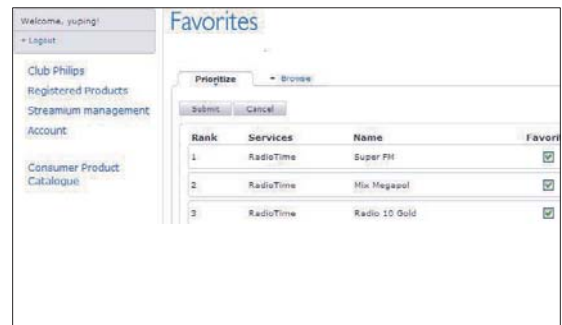 Welcome, yuping!
Logout
Club Philips
Registered Products
Streamium management
Account
Consumer Product
Catalogue
Favorites
Prioritize Browse
Submit Cancel
Rank Services Name Favorit
1 RadioTime Super FM
2 RadioTime Mix Megapol
3 RadioTime Radio 10 Gold